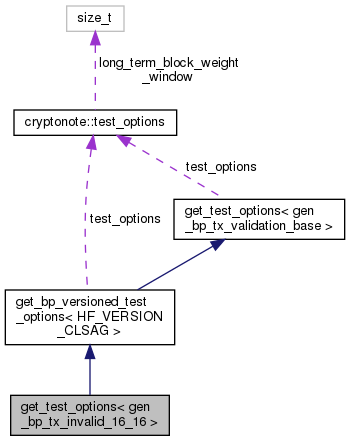 size_t
long_term_block_weight
_window
cryptonote::test_options
test_options
test_options
get_test_options< gen
_bp_tx_validation_base >
get_bp_versioned_test
_options< HF_VERSION
_CLSAG >
get_test_options< gen
_bp_tx_invalid_16_16 >